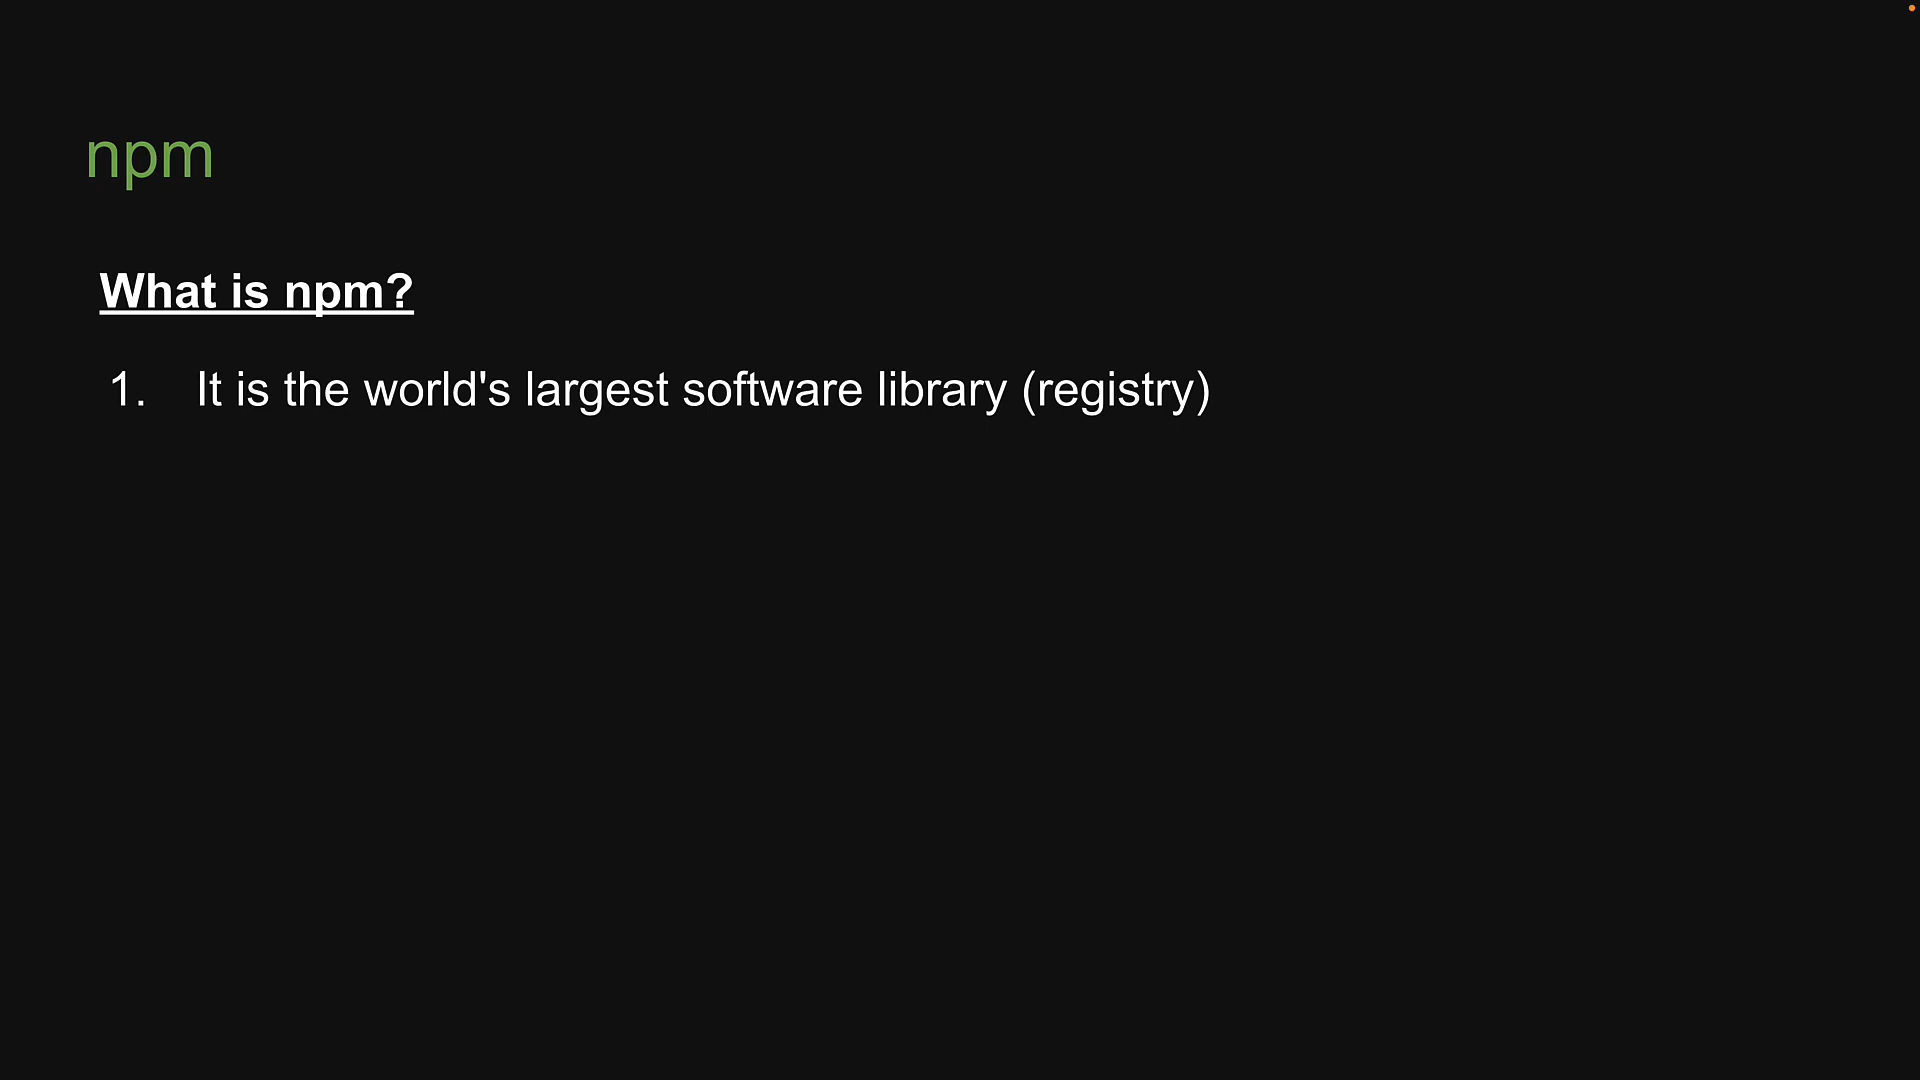 npm
What is npm?
1. It is the world's largest software library (registry)